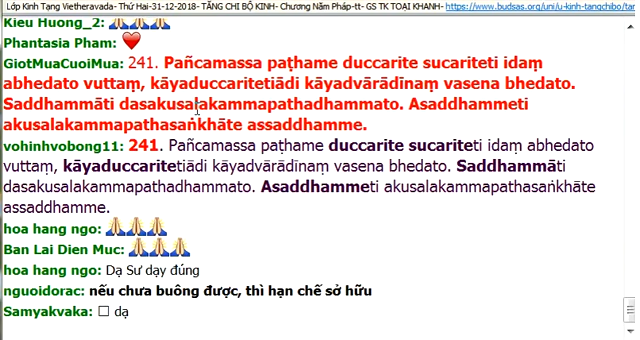 Lớp Kinh Tạng Vietheravada- Thứ Hai-31-12-2018- TĂNG CHI BỘ KINH- Chương Năm Pháp-tt- GS TK TOẠI KHANH- https://www.budsas.org/uni/u-kinh-tangchibo/tan
Kieu Huong_2:
Phantasia Pham:
GiotMuaCuoiMua: 241. Pañcamassa paṭhame duccarite sucariteti idaṃ
abhedato vuttaṃ, kāyaduccaritetiādi kāyadvārādīnaṃ vasena bhedato.
Saddhammāti dasakusalakammapathadhammato. Asaddhammeti
akusalakammapathasaṅkhāte assaddhamme.
vohinhvobong11: 241. Pañcamassa paṭhame duccarite sucariteti idaṃ abhedato
vuttaṃ, kāyaduccaritetiādi kāyadvārādīnaṃ vasena bhedato. Saddhammāti
dasakusalakammapathadhammato. Asaddhammeti akusalakammapathasaṅkhāte
assaddhamme.
hoa hang ngo:
Ban Lai Dien Muc:
hoa hang ngo: Dạ Sư dạy đúng
nguoidorac: nếu chưa buông được, thì hạn chế sở hữu
Samyakvaka: □ dạ